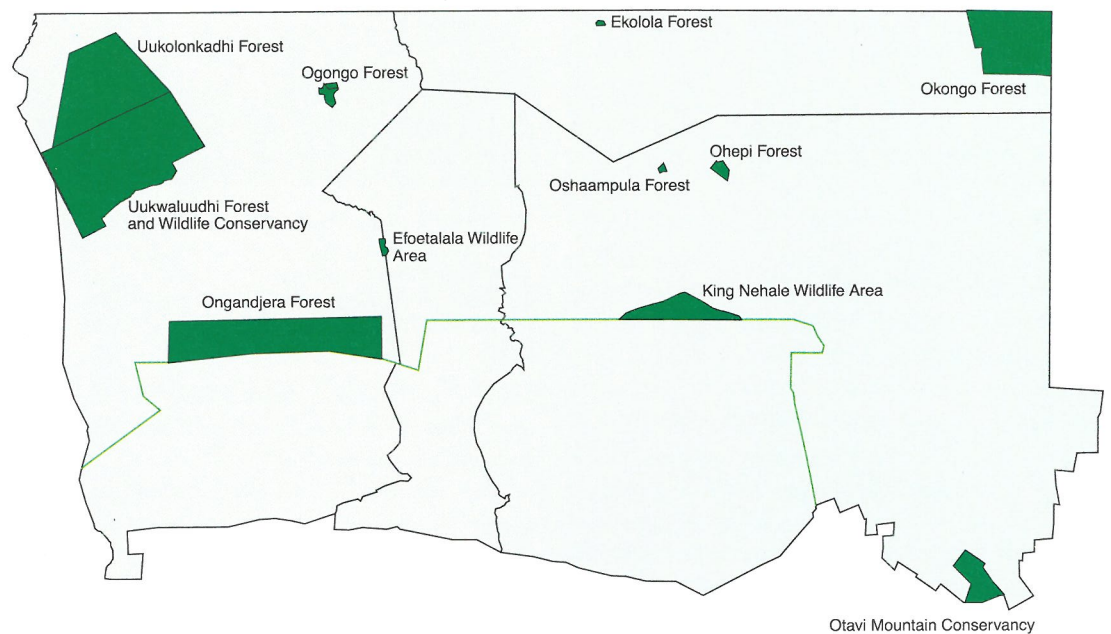 Ekolola Forest
Uukolonkadhi Forest
Ogongo Forest
Okongo Forest
Ohepi Forest
Oshaampula Forest
Uukwaluudhi Forest
and Wildlife Conservancy
Efoetalala Wildlife
Area
King Nehale Wildlife Area
Ongandjera Forest
Otavi Mountain Conservancy